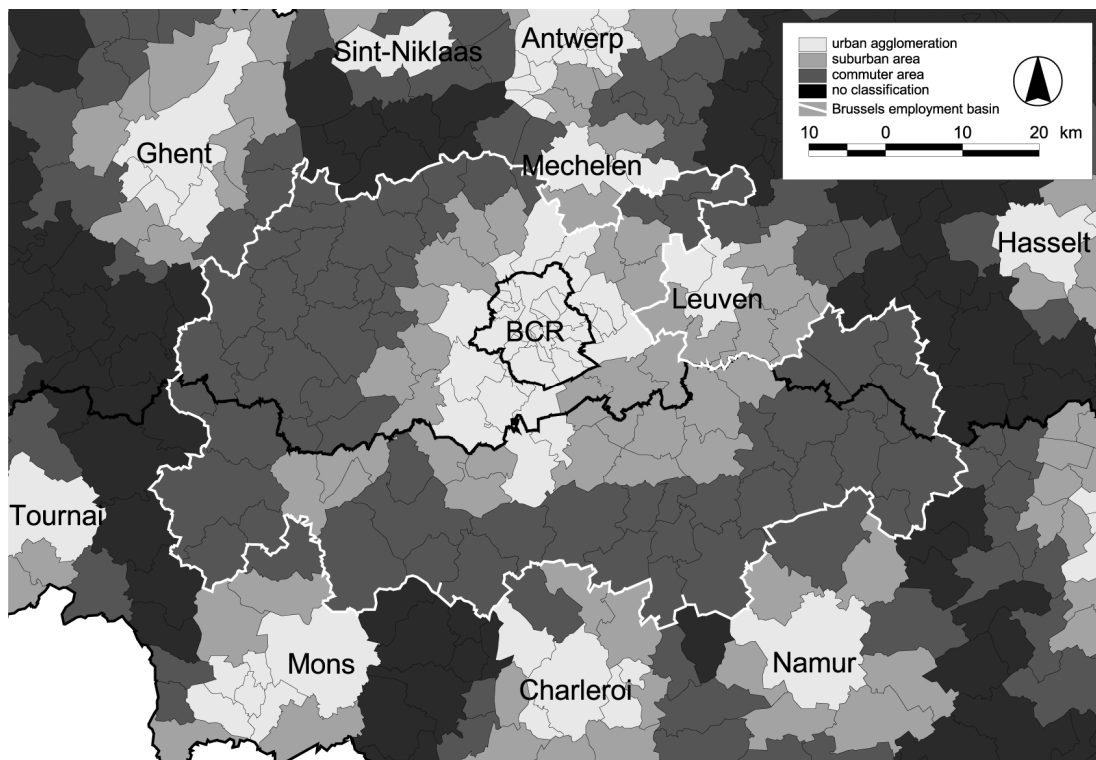 Sint-Niklaas
Antwerp
urban agglomeration
suburban area
commuter area
no classification
Brussels employment basin
10 0 10 20 km
Ghent
Mechelen
Hasselt
Leuven
BCR
Tournai
Mons
Charleroi
Namur